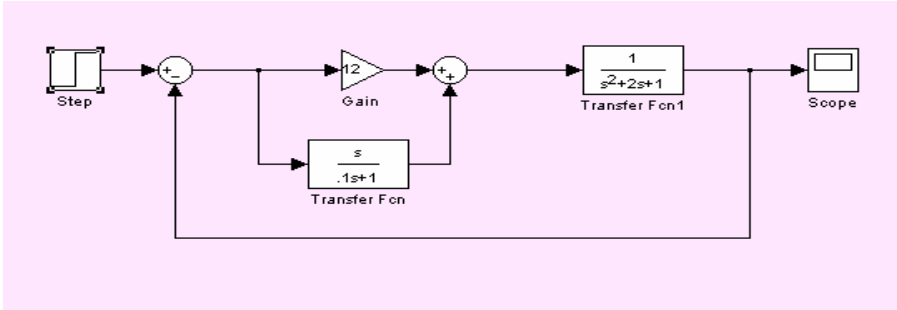 Step
+
-
12
Gain
+
+
s
.1s+1
Transfer Fcn
1
s²+2s+1
Transfer Fcn1
Scope